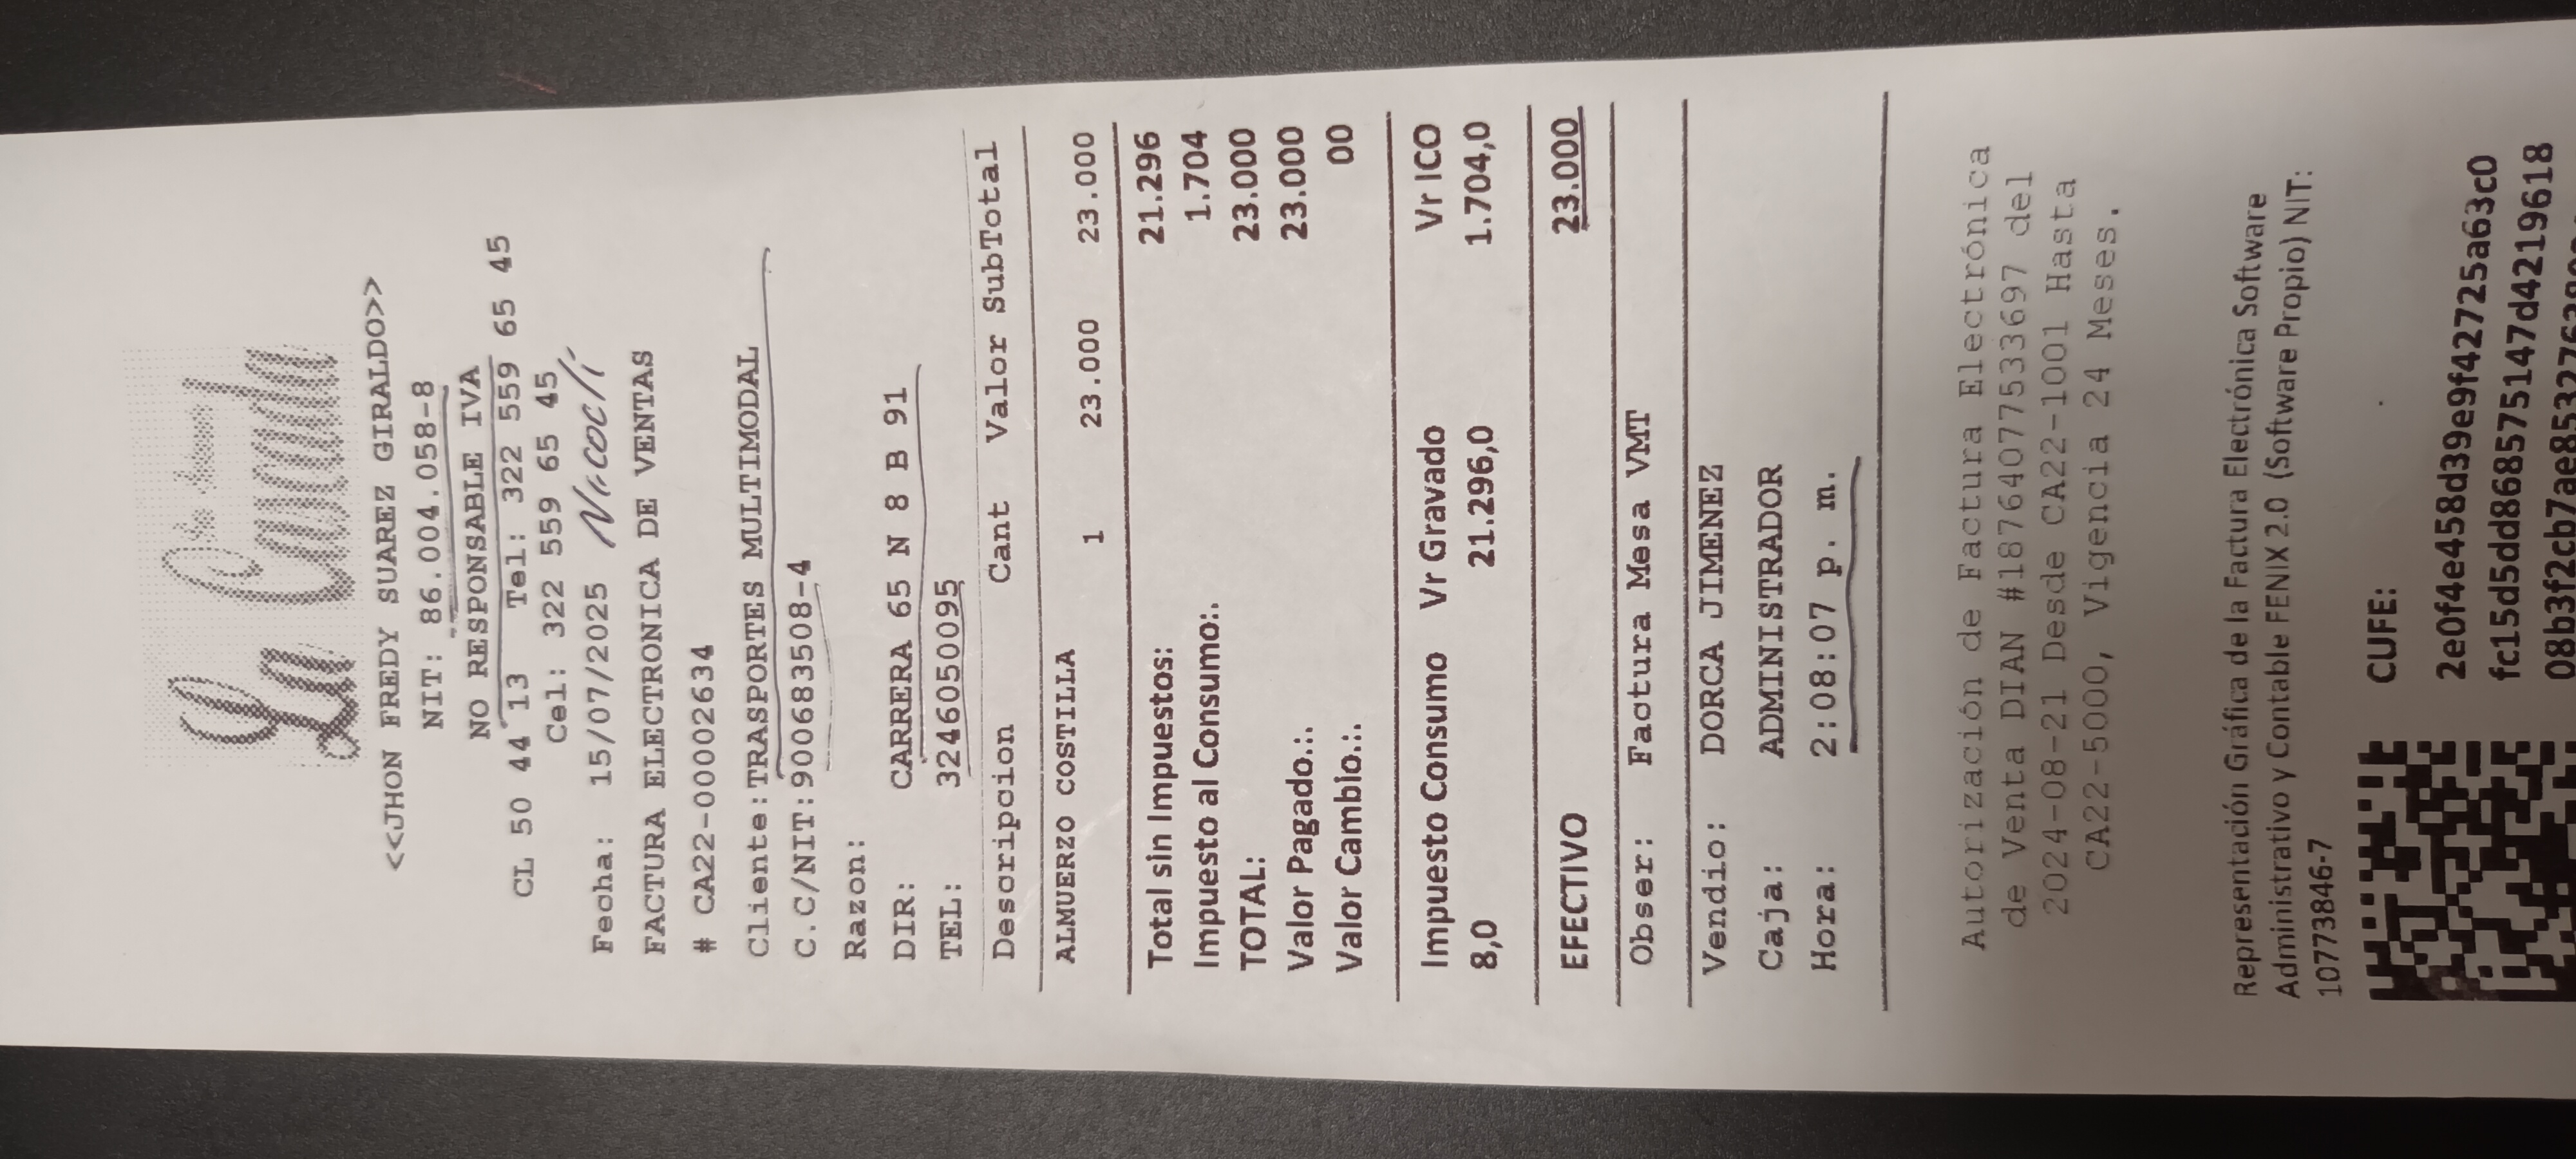 La Casada
<<JHON FREDY SUAREZ GIRALDO>>
NIT: 86.004.058-8
NO RESPONSABLE IVA
CL 50 44 13 Tel: 322 559 65 45
Cel: 322 559 65 45
Fecha: 15/07/2025 Necocli
FACTURA ELECTRONICA DE VENTAS
# CA22-00002634
Cliente:TRASPORTES MULTIMODAL
C.C/NIT:900683508-4
Razon:
DIR: CARRERA 65 N 8 B 91
TEL: 3246050095
Descripcion Cant Valor SubTotal
ALMUERZO COSTILLA 1 23.000 23.000
Total sin Impuestos: 21.296
Impuesto al Consumo:. 1.704
TOTAL: 23.000
Valor Pagado.:. 23.000
Valor Cambio.:. 00
Impuesto Consumo Vr Gravado Vr ICO
8,0 21.296,0 1.704,0
EFECTIVO 23.000
Obser: Factura Mesa VMT
Vendio: DORCA JIMENEZ
Caja: ADMINISTRADOR
Hora: 2:08:07 p. m.
Autorización de Factura Electrónica
de Venta DIAN #18764077533697 del
2024-08-21 Desde CA22-1001 Hasta
CA22-5000, Vigencia 24 Meses.
Representación Gráfica de la Factura Electrónica Software
Administrativo y Contable FENIX 2.0 (Software Propio) NIT:
10773846-7
CUFE:
2e0f4e458d39e9f42725a63c0
fc15d5dd86857 5147d4219618